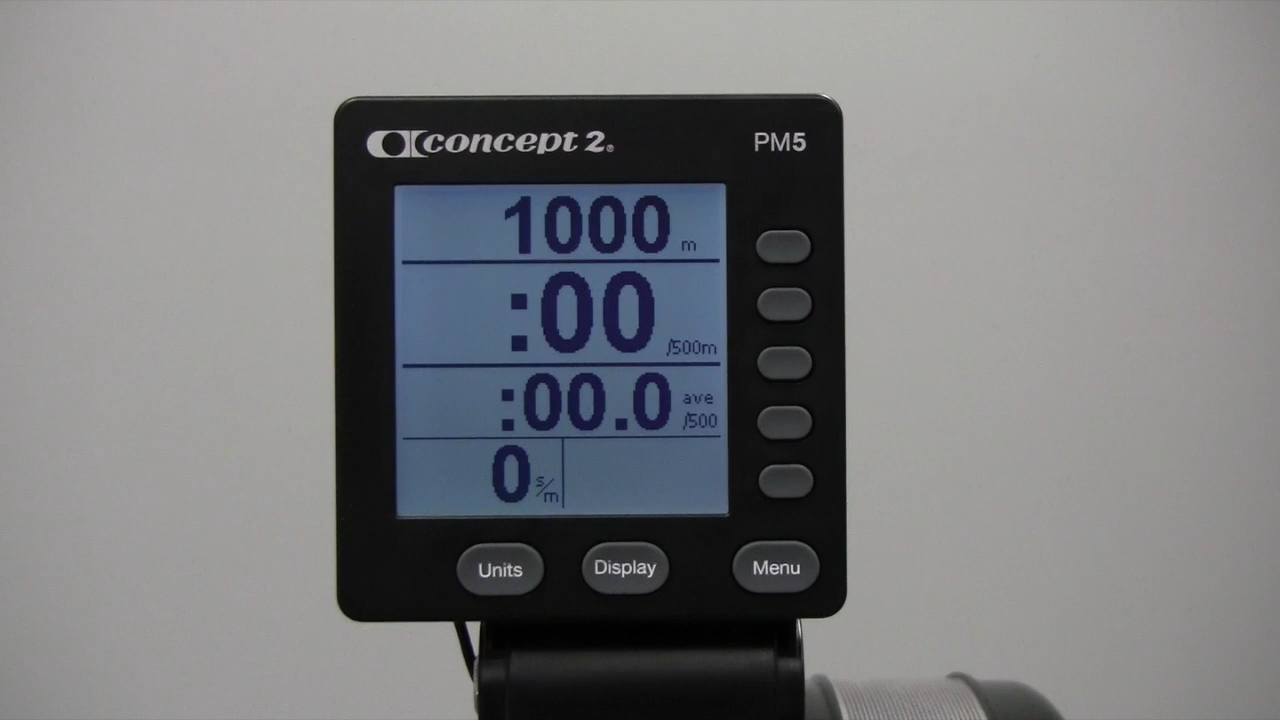 concept 2® PM5
1000 m
:00 /500m
:00.0 ave /500
0 s/m
Units Display Menu